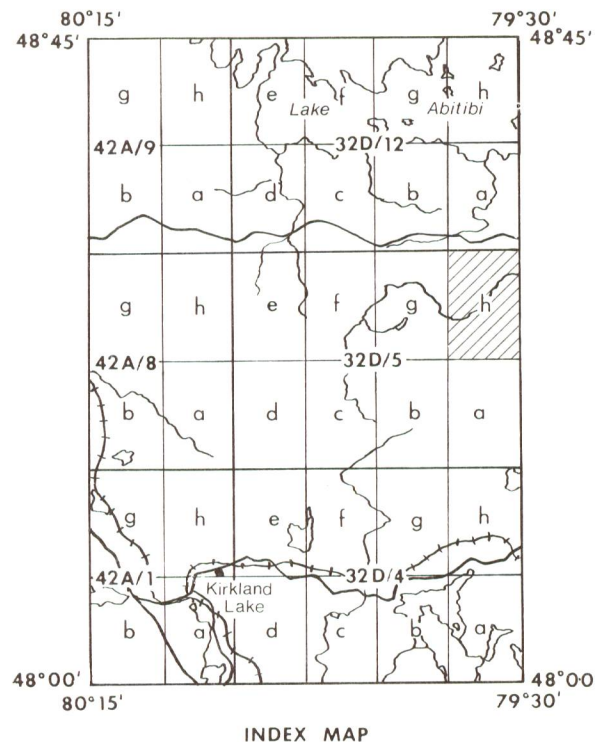 80°15' 79°30'
48°45' 48°45'
g h e f g h
Lake Abitibi
42A/9 32D/12
b a d c b a
g h e f g h
42A/8 32D/5
b a d c b a
g h e f g h
42A/1 32D/4
Kirkland
Lake
b a d c b a
48°00' 48°00
80°15' 79°30'
INDEX MAP